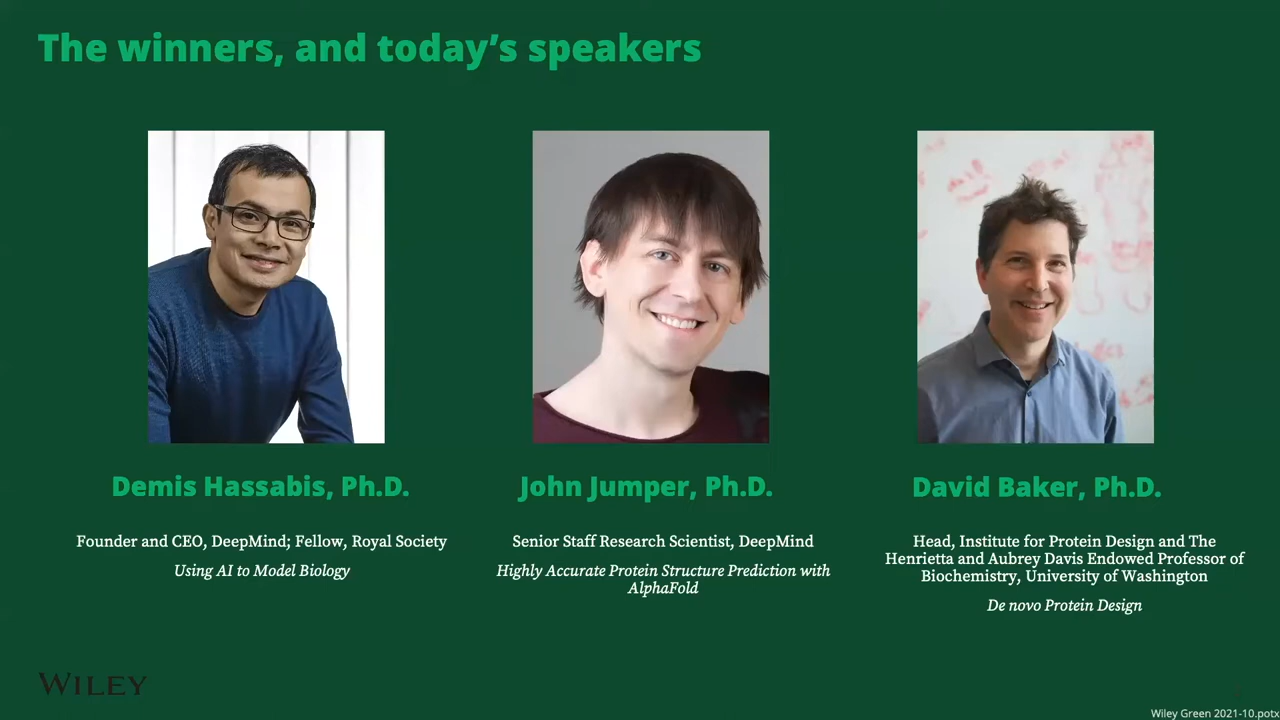 The winners, and today’s speakers
Demis Hassabis, Ph.D.
Founder and CEO, DeepMind; Fellow, Royal Society
Using AI to Model Biology
John Jumper, Ph.D.
Senior Staff Research Scientist, DeepMind
Highly Accurate Protein Structure Prediction with
AlphaFold
David Baker, Ph.D.
Head, Institute for Protein Design and The
Henrietta and Aubrey Davis Endowed Professor of
Biochemistry, University of Washington
De novo Protein Design
WILEY
Wiley Green 2021-10.potx